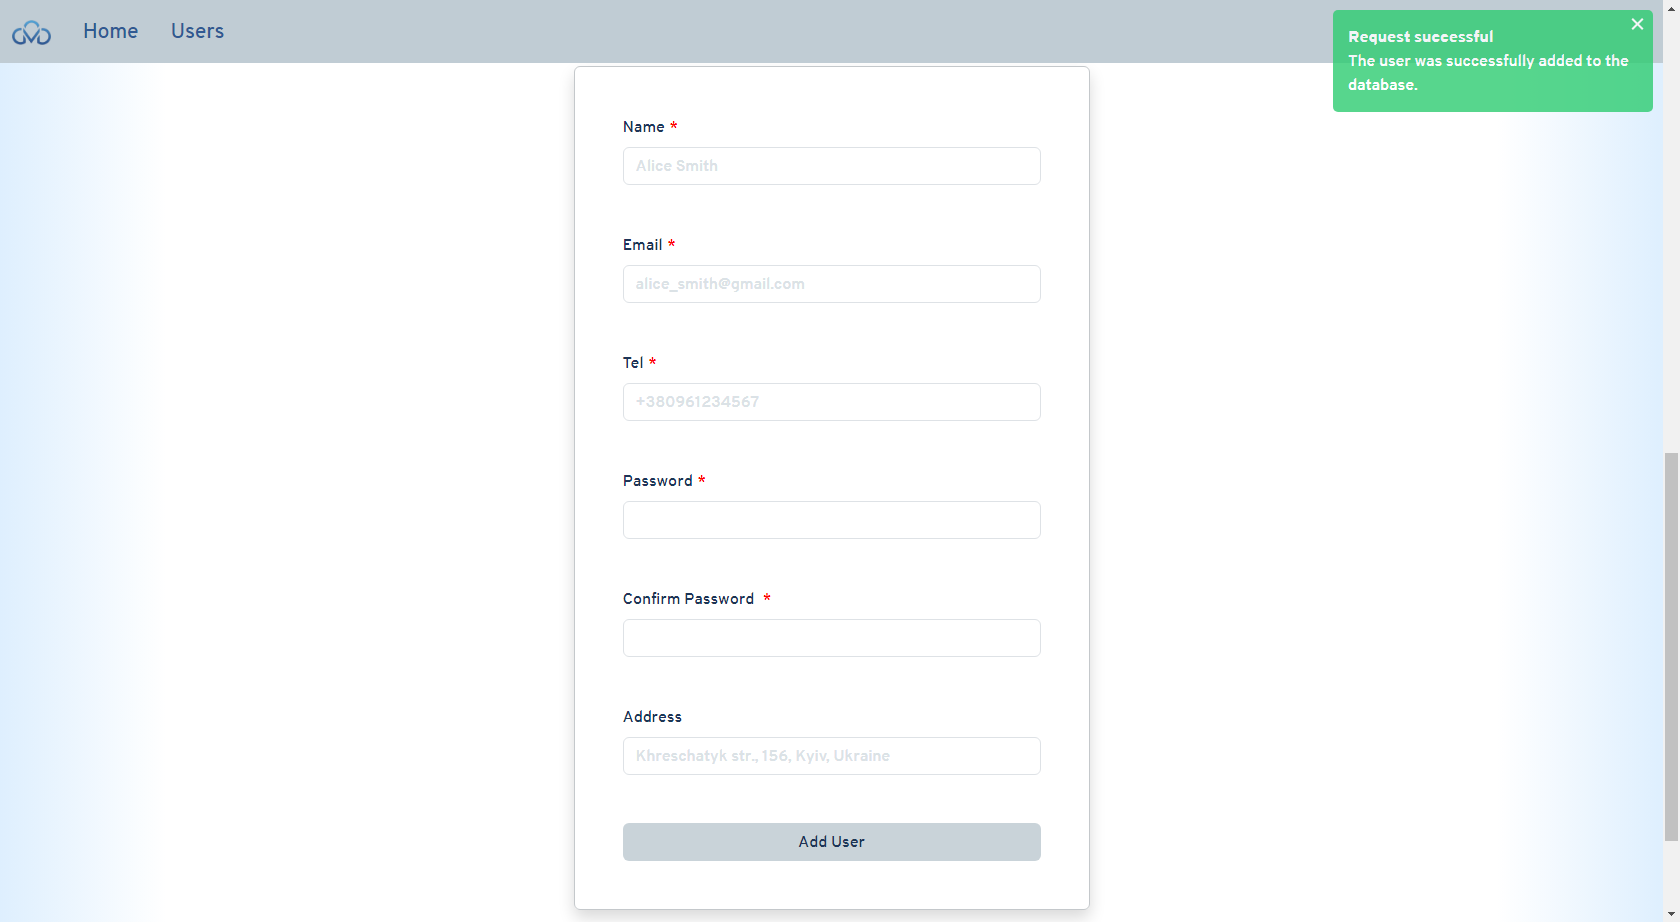 Home
Users
Request successful
The user was successfully added to the
database.
Name *
Alice Smith
Email *
alice_smith@gmail.com
Tel *
+380961234567
Password *
Confirm Password *
Address
Khreschatyk str., 156, Kyiv, Ukraine
Add User